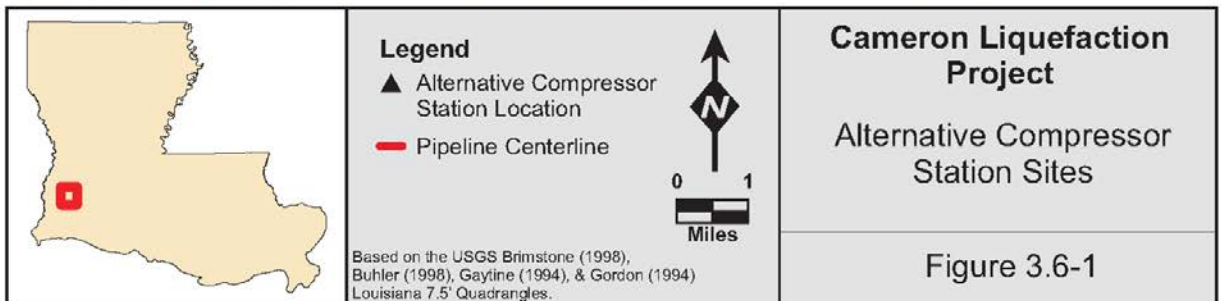 Legend
Alternative Compressor
Station Location
Pipeline Centerline
N
0 1
Miles
Based on the USGS Brimstone (1998),
Buhler (1998), Gaytine (1994), & Gordon (1994)
Louisiana 7.5' Quadrangles.
Cameron Liquefaction
Project
Alternative Compressor
Station Sites
Figure 3.6-1